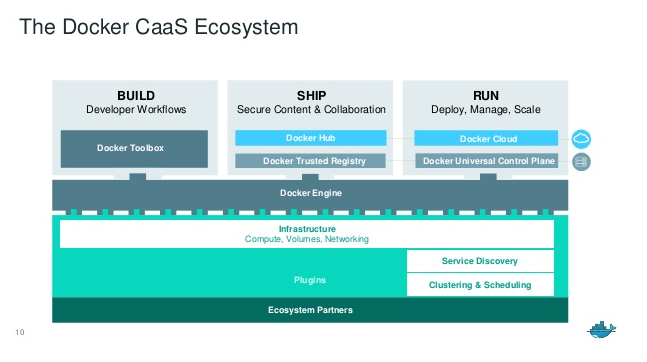 The Docker CaaS Ecosystem
BUILD
Developer Workflows
Docker Toolbox
SHIP
Secure Content & Collaboration
Docker Hub
Docker Trusted Registry
RUN
Deploy, Manage, Scale
Docker Cloud
Docker Universal Control Plane
Docker Engine
Infrastructure
Compute, Volumes, Networking
Service Discovery
Plugins
Clustering & Scheduling
Ecosystem Partners
10